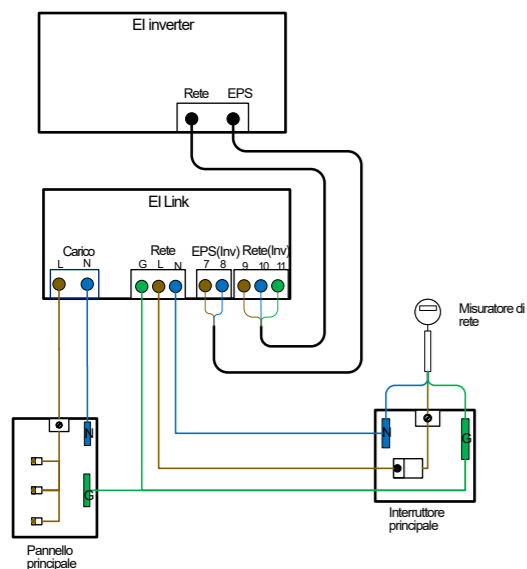 El inverter
Rete EPS
El Link
Carico
L N
Rete
G L N
EPS(Inv)
7 8
Rete(Inv)
9 10 11
Misuratore di
rete
N
G
Pannello
principale
N
G
Interruttore
principale